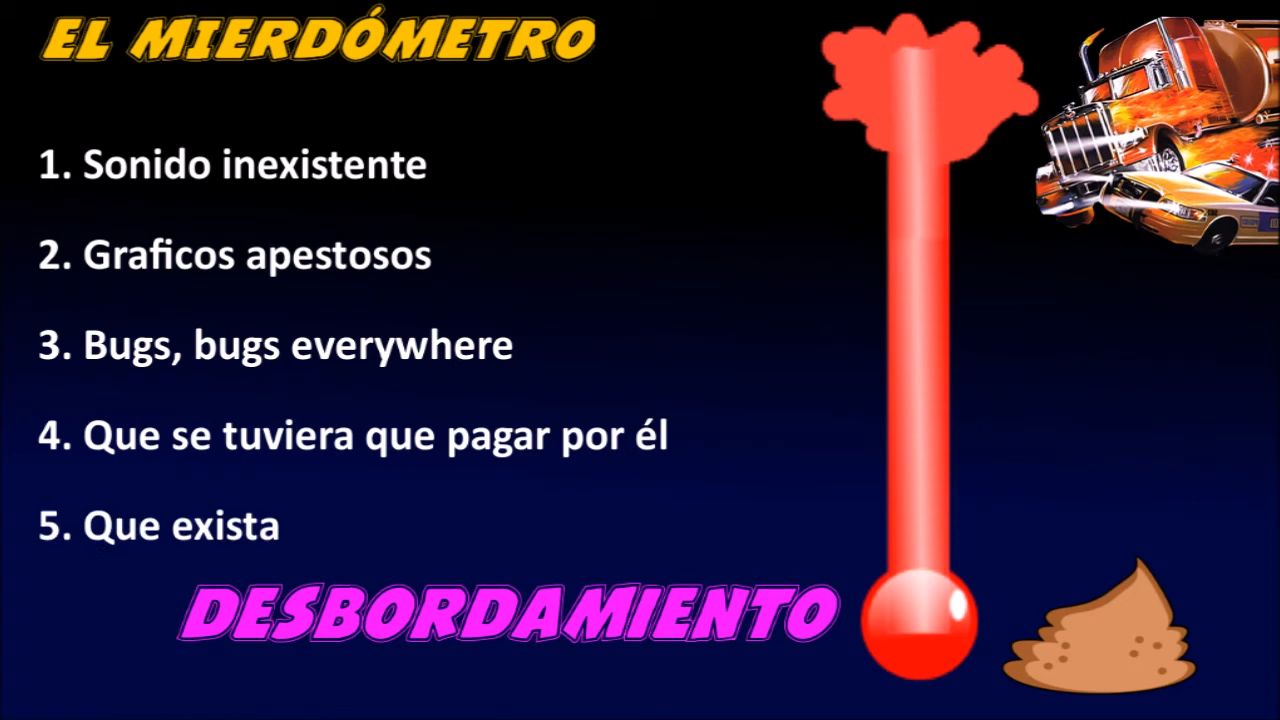 EL MIERDÓMETRO
1. Sonido inexistente
2. Graficos apestosos
3. Bugs, bugs everywhere
4. Que se tuviera que pagar por él
5. Que exista
DESBORDAMIENTO